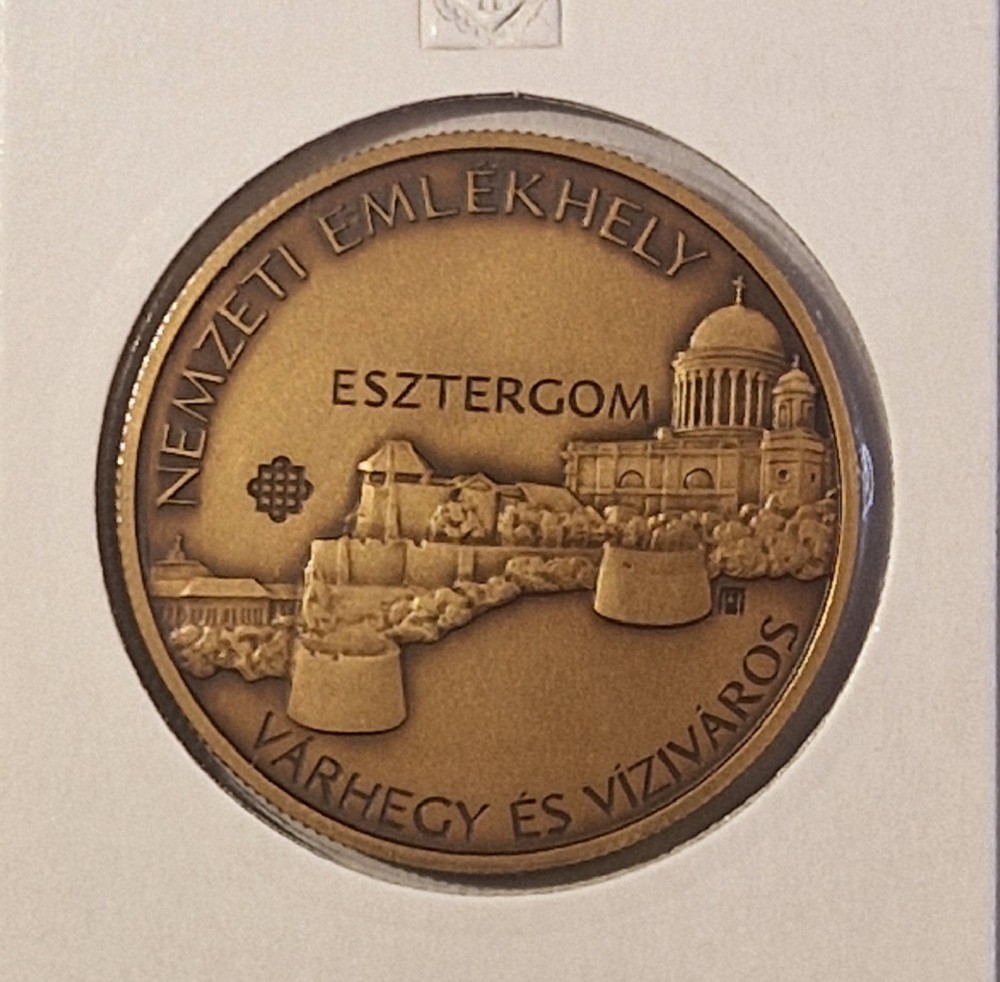 NEMZETI EMLÉKHELY
ESZTERGOM
VÁRHEGY ÉS VÍZIVÁROS